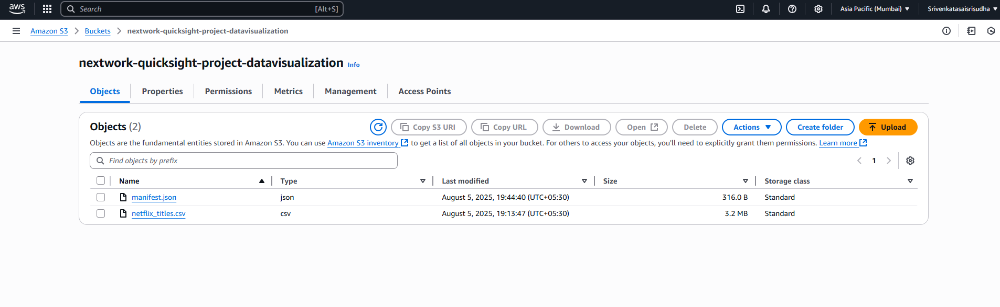 aws Search [Alt+S] Asia Pacific (Mumbai) Srivenkatasaisrisudha
Amazon S3 Buckets nextwork-quicksight-project-datavisualization
nextwork-quicksight-project-datavisualization Info
Objects Properties Permissions Metrics Management Access Points
Objects (2) Copy S3 URI Copy URL Download Open Delete Actions Create folder Upload
Objects are the fundamental entities stored in Amazon S3. You can use Amazon S3 inventory to get a list of all objects in your bucket. For others to access your objects, you'll need to explicitly grant them permissions. Learn more
Find objects by prefix 1
Name Type Last modified Size Storage class
manifest.json json August 5, 2025, 19:44:40 (UTC+05:30) 316.0 B Standard
netflix_titles.csv csv August 5, 2025, 19:13:47 (UTC+05:30) 3.2 MB Standard